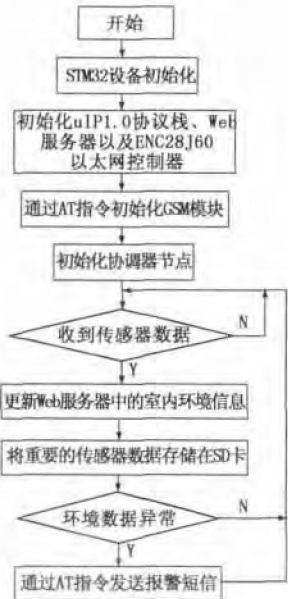 开始
STM32设备初始化
初始化uIP1.0协议栈、Web
服务器以及ENC28J60
以太网控制器
通过AT指令初始化GSM模块
初始化协调器节点
收到传感器数据
N
Y
更新Web服务器中的室内环境信息
将重要的传感器数据存储在SD卡
环境数据异常
N
Y
通过AT指令发送报警短信